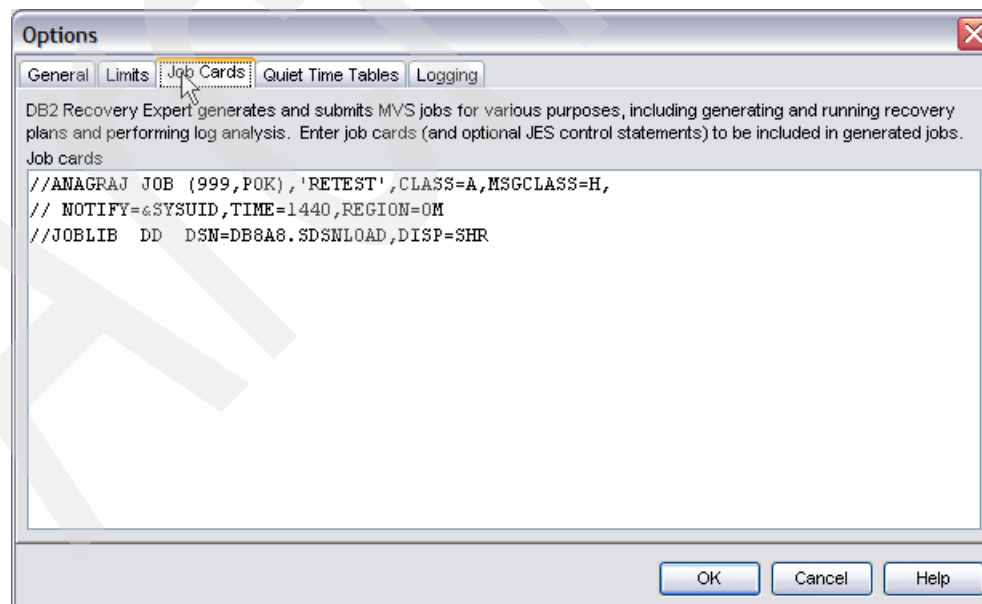 Options
General Limits Job Cards Quiet Time Tables Logging
DB2 Recovery Expert generates and submits MVS jobs for various purposes, including generating and running recovery
plans and performing log analysis. Enter job cards (and optional JES control statements) to be included in generated jobs.
Job cards
//ANAGRAJ JOB (999,POK),'RETEST',CLASS=A,MSGCLASS=H,
// NOTIFY=&SYSUID,TIME=1440,REGION=0M
//JOBLIB  DD  DSN=DB8A8.SDSNLOAD,DISP=SHR
OK Cancel Help